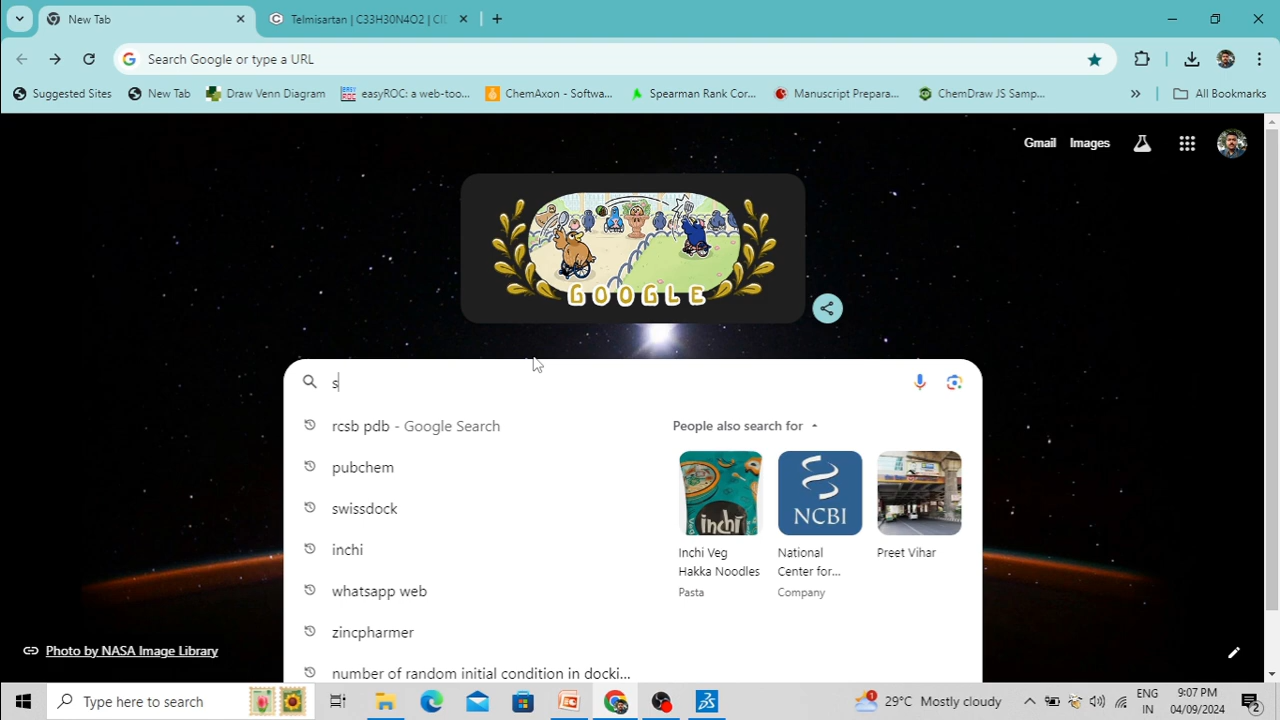 New Tab
Telmisartan | C33H30N4O2 | CI
Search Google or type a URL
Suggested Sites
New Tab
Draw Venn Diagram
easyROC: a web-too...
ChemAxon - Softwa...
Spearman Rank Cor...
Manuscript Prepara...
ChemDraw JS Samp...
All Bookmarks
Gmail
Images
GOOGLE
s
rcsb pdb - Google Search
pubchem
swissdock
inchi
whatsapp web
zincpharmer
number of random initial condition in docki...
People also search for
inchi
NCBI
Inchi Veg
Hakka Noodles
Pasta
National
Center for...
Company
Preet Vihar
Photo by NASA Image Library
Type here to search
1
29°C Mostly cloudy
ENG
IN
9:07 PM
04/09/2024
2